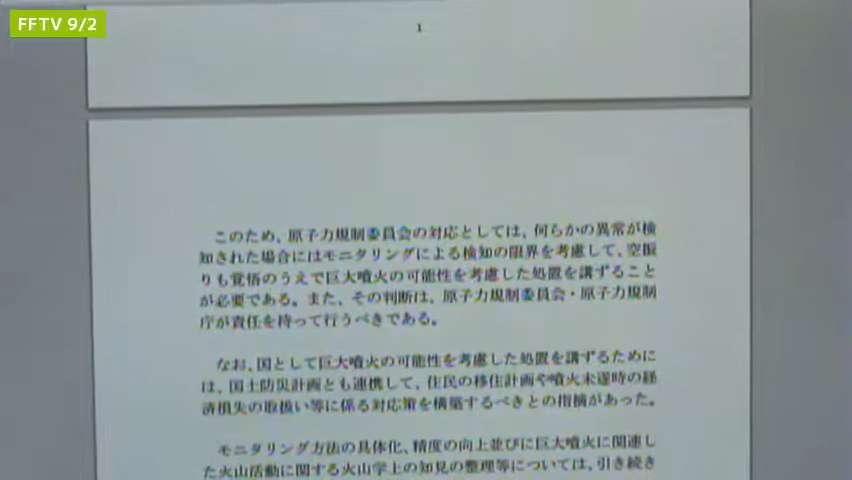 FFTV 9/2
1
このため、原子力規制委員会の対応としては、何らかの異常が検
知された場合にはモニタリングによる検知の限界を考慮して、空振
りも覚悟のうえで巨大噴火の可能性を考慮した処置を講ずること
が必要である。また、その判断は、原子力規制委員会・原子力規制
庁が責任を持って行うべきである。
なお、国として巨大噴火の可能性を考慮した処置を講ずるために
は、国土防災計画とも連携して、住民の移住計画や噴火未遂時の経
済損失の取扱い等に係る対応策を構築するべきとの指摘があった。
モニタリング方法の具体化、精度の向上並びに巨大噴火に関連し
た火山活動に関する火山学上の知見の整理等については、引き続き